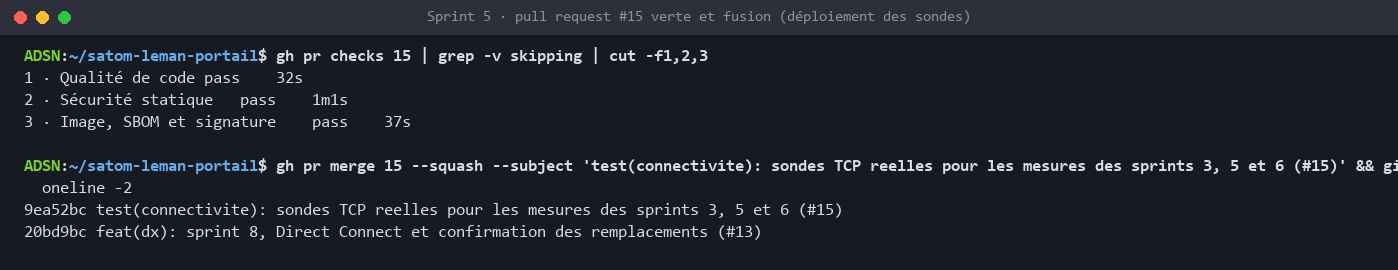 Sprint 5 · pull request #15 verte et fusion (déploiement des sondes)
ADSN:~/satom-leman-portail$ gh pr checks 15 | grep -v skipping | cut -f1,2,3
1 · Qualité de code pass    32s
2 · Sécurité statique   pass    1m1s
3 · Image, SBOM et signature    pass    37s
ADSN:~/satom-leman-portail$ gh pr merge 15 --squash --subject 'test(connectivite): sondes TCP reelles pour les mesures des sprints 3, 5 et 6 (#15)' && gi
oneline -2
9ea52bc test(connectivite): sondes TCP reelles pour les mesures des sprints 3, 5 et 6 (#15)
20bd9bc feat(dx): sprint 8, Direct Connect et confirmation des remplacements (#13)